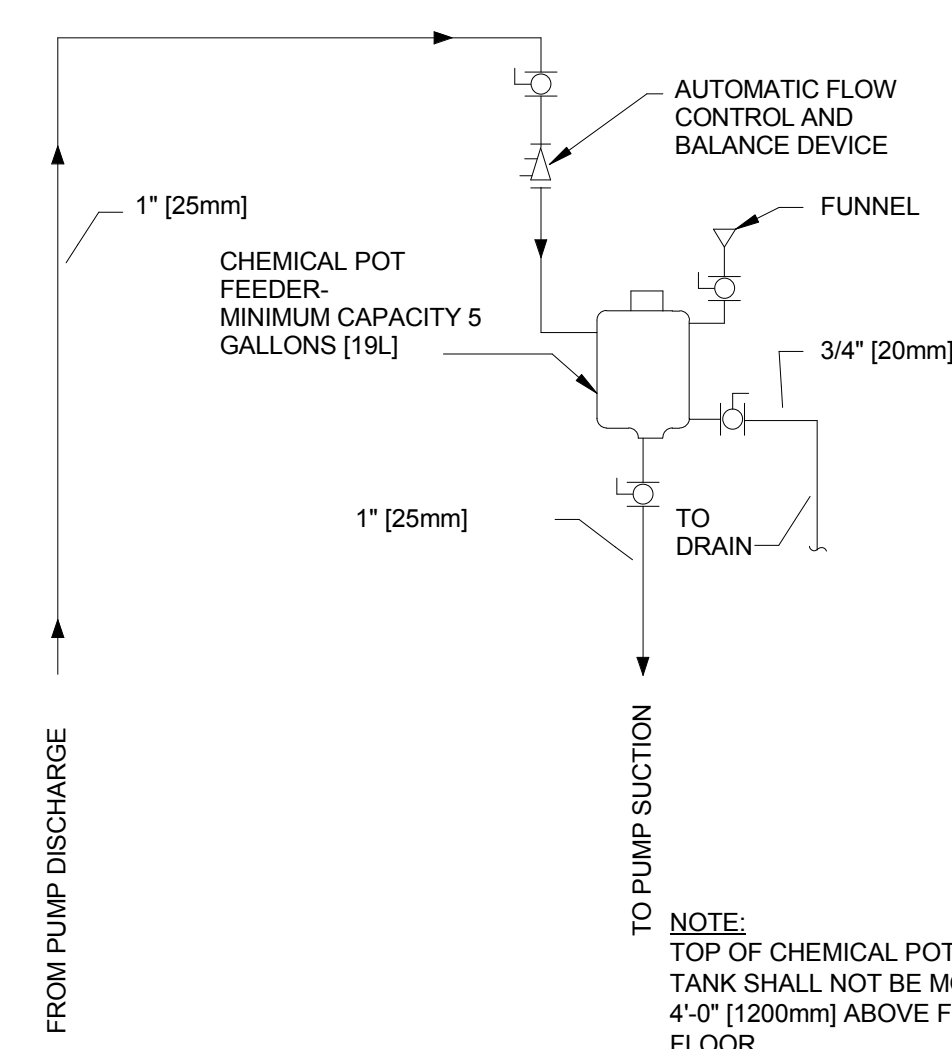 AUTOMATIC FLOW
CONTROL AND
BALANCE DEVICE
1" [25mm]
FUNNEL
CHEMICAL POT
FEEDER-
MINIMUM CAPACITY 5
GALLONS [19L]
3/4" [20mm]
1" [25mm]
TO
DRAIN
FROM PUMP DISCHARGE
TO PUMP SUCTION
NOTE:
TOP OF CHEMICAL POT
TANK SHALL NOT BE
4'-0" [1200mm] ABOVE
FLOOR